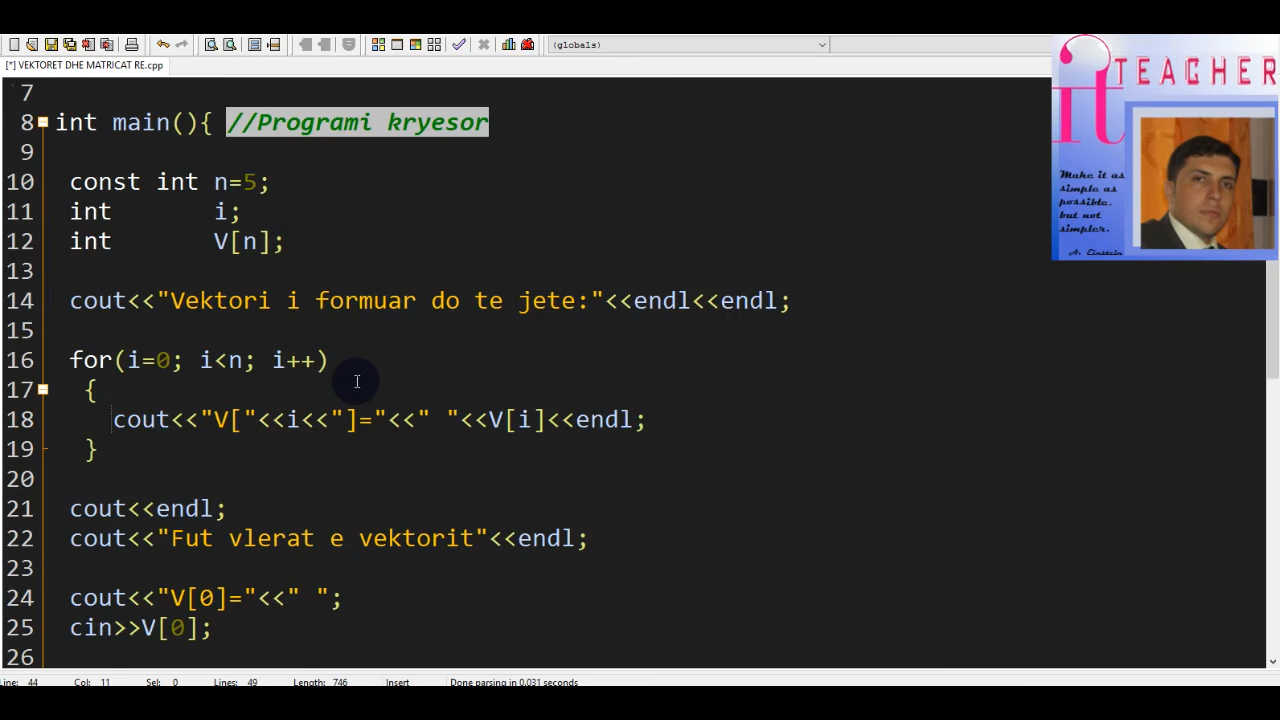 (globals)
[*] VEKTORET DHE MATRICAT RE.cpp
7
8 int main(){ //Programi kryesor
9
10 const int n=5;
11 int i;
12 int V[n];
13
14 cout<<"Vektori i formuar do te jete:"<<endl<<endl;
15
16 for(i=0; i<n; i++)
17 {
18 cout<<"V["<<i<<"]="<<" "<<V[i]<<endl;
19 }
20
21 cout<<endl;
22 cout<<"Fut vlerat e vektorit"<<endl;
23
24 cout<<"V[0]="<<" ";
25 cin>>V[0];
26
Line: 44 Col: 11 Sel: 0 Lines: 49 Length: 746 Insert Done parsing in 0.031 seconds
it TEACHER
Make it as
simple as
possible,
but not
simpler.
A. Einstein